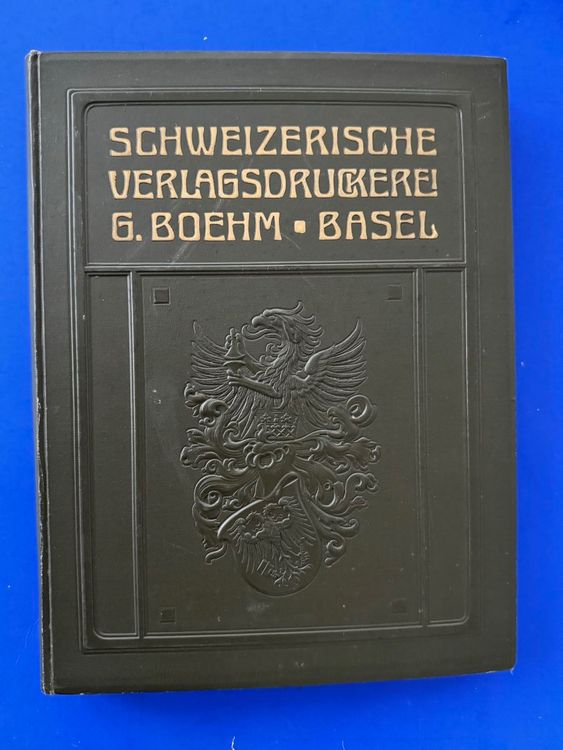 SCHWEIZERISCHE
VERLAGSDRUCKEREI
G. BOEHM · BASEL